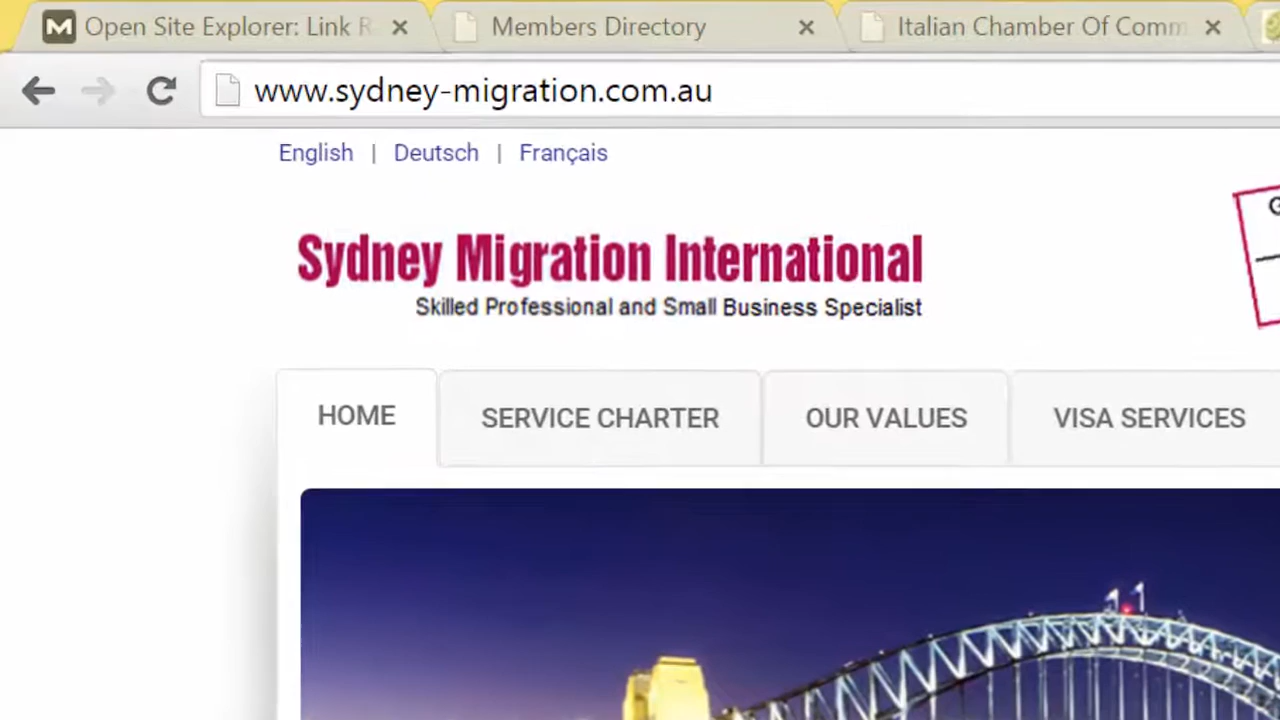 Open Site Explorer: Link
Members Directory
Italian Chamber Of Comm
www.sydney-migration.com.au
English | Deutsch | Français
Sydney Migration International
Skilled Professional and Small Business Specialist
HOME
SERVICE CHARTER
OUR VALUES
VISA SERVICES